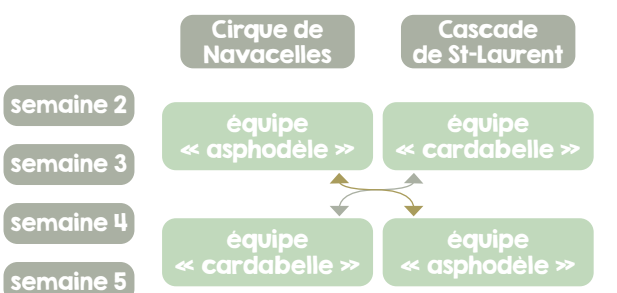 Cirque de
Navacelles
Cascade
de St-Laurent
semaine 2
équipe
« asphodèle »
équipe
« cardabelle »
semaine 3
semaine 4
équipe
« cardabelle »
équipe
« asphodèle »
semaine 5